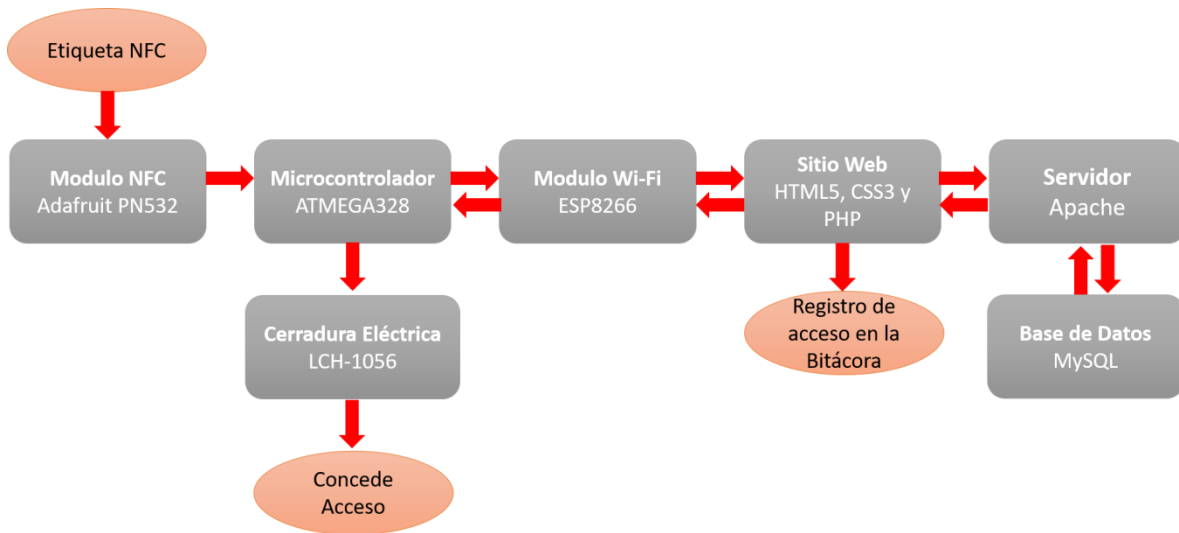 Etiqueta NFC
Modulo NFC
Adafruit PN532
Microcontrolador
ATMEGA328
Modulo Wi-Fi
ESP8266
Sitio Web
HTML5, CSS3 y
PHP
Servidor
Apache
Cerradura Eléctrica
LCH-1056
Registro de
acceso en la
Bitácora
Base de Datos
MySQL
Concede
Acceso